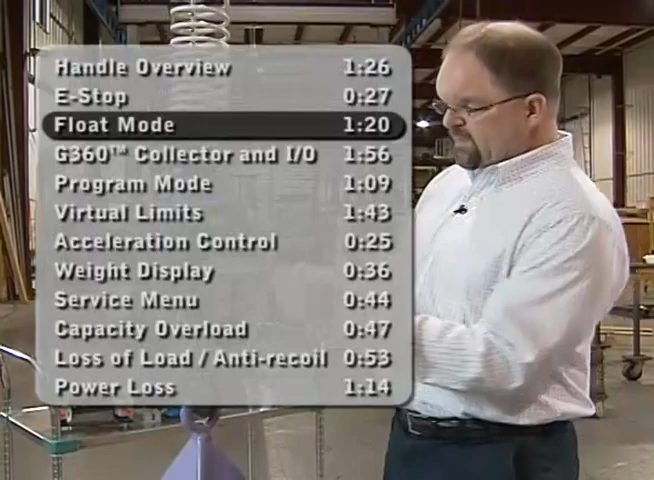 Handle Overview 1:26
E-Stop 0:27
Float Mode 1:20
G360™ Collector and I/O 1:56
Program Mode 1:09
Virtual Limits 1:43
Acceleration Control 0:25
Weight Display 0:36
Service Menu 0:44
Capacity Overload 0:47
Loss of Load / Anti-recoil 0:53
Power Loss 1:14